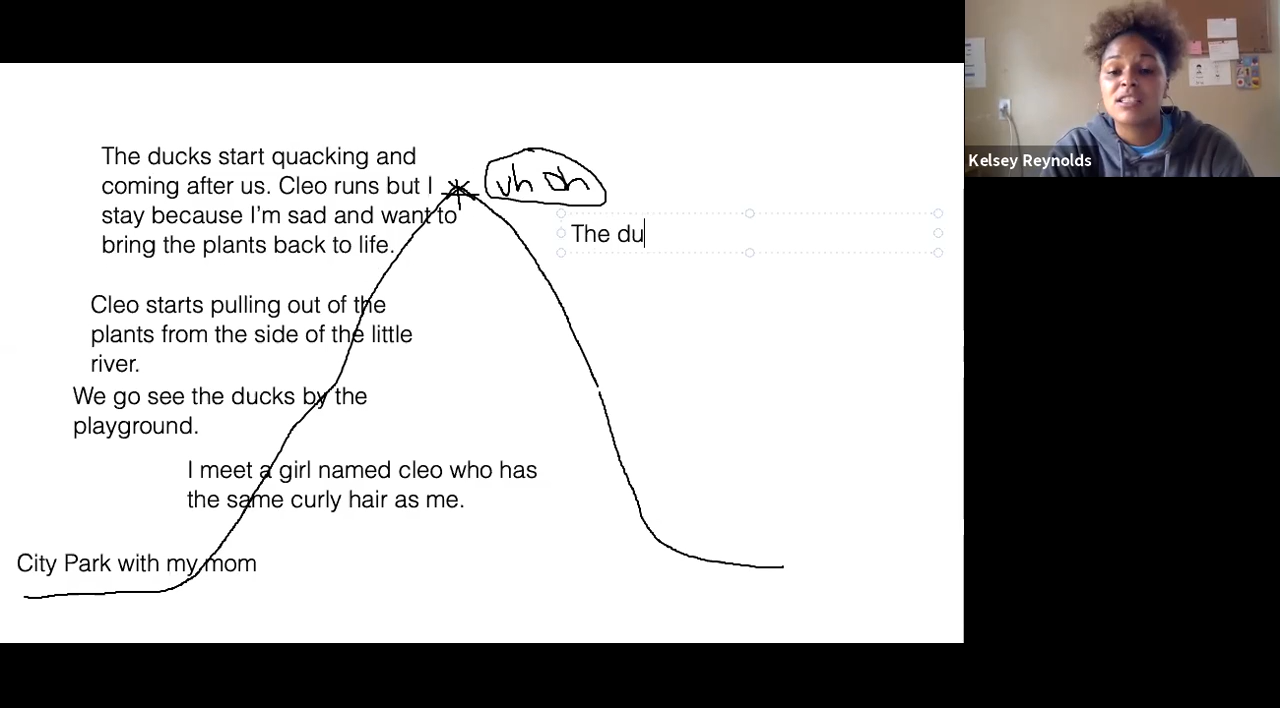 The ducks start quacking and
coming after us. Cleo runs but I
stay because I'm sad and want to
bring the plants back to life.
uh oh
The du
Cleo starts pulling out of the
plants from the side of the little
river.
We go see the ducks by the
playground.
I meet a girl named cleo who has
the same curly hair as me.
City Park with my mom
Kelsey Reynolds